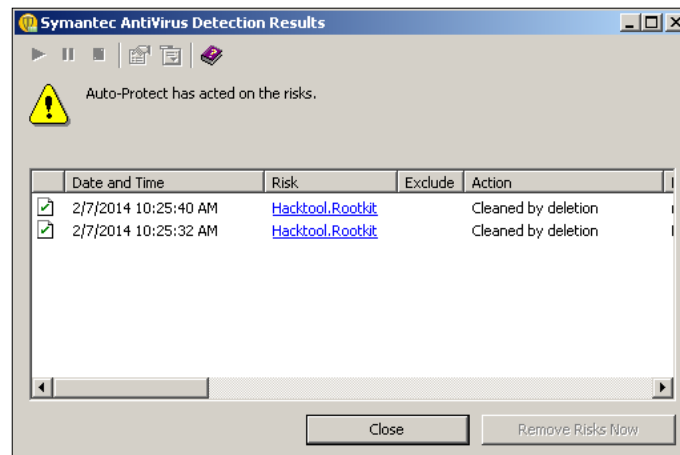 Symantec AntiVirus Detection Results
Auto-Protect has acted on the risks.
Date and Time Risk Exclude Action
2/7/2014 10:25:40 AM Hacktool.Rootkit Cleaned by deletion
2/7/2014 10:25:32 AM Hacktool.Rootkit Cleaned by deletion
Close Remove Risks Now